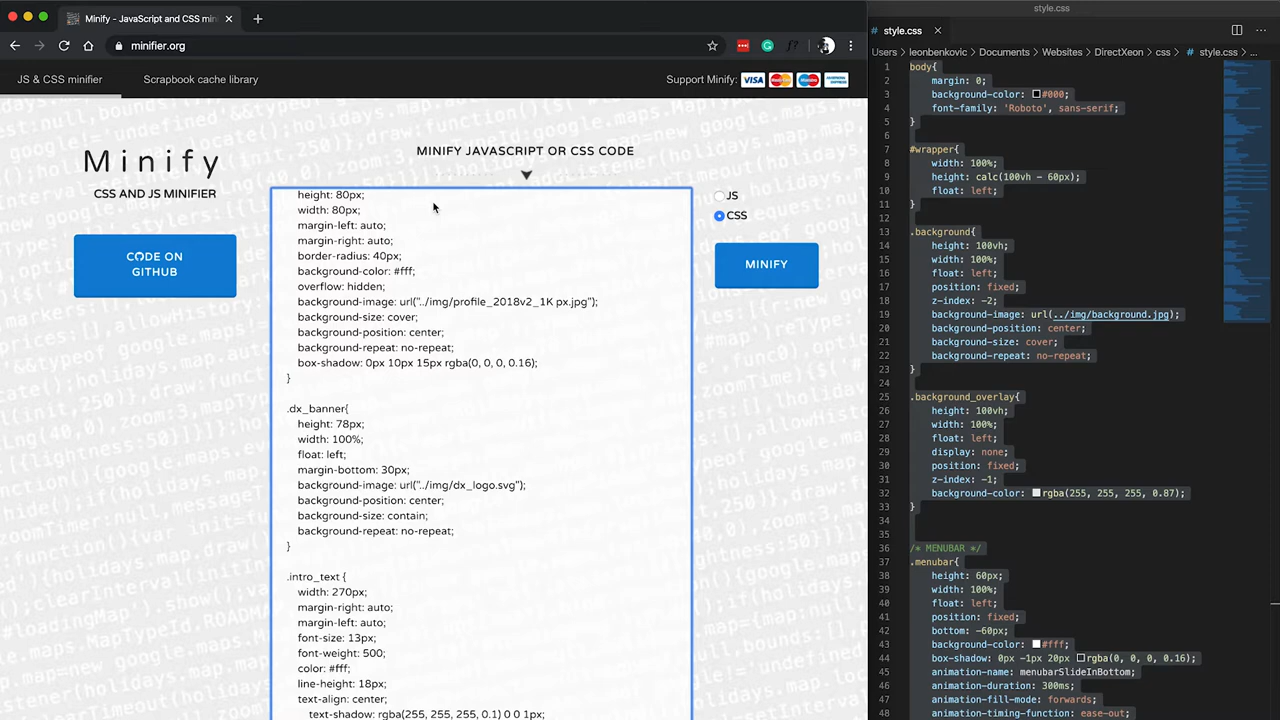 Minify - JavaScript and CSS min
minifier.org
JS & CSS minifier
Scrapbook cache library
Support Minify:
VISA
Minify
CSS AND JS MINIFIER
CODE ON
GITHUB
MINIFY JAVASCRIPT OR CSS CODE
JS
CSS
MINIFY
height: 80px;
width: 80px;
margin-left: auto;
margin-right: auto;
border-radius: 40px;
background-color: #fff;
overflow: hidden;
background-image: url("../img/profile_2018v2_1K px.jpg");
background-size: cover;
background-position: center;
background-repeat: no-repeat;
box-shadow: 0px 10px 15px rgba(0, 0, 0, 0.16);
}
.dx_banner{
height: 78px;
width: 100%;
float: left;
margin-bottom: 30px;
background-image: url("../img/dx_logo.svg");
background-position: center;
background-size: contain;
background-repeat: no-repeat;
}
.intro_text {
width: 270px;
margin-right: auto;
margin-left: auto;
font-size: 13px;
font-weight: 500;
color: #fff;
line-height: 18px;
text-align: center;
text-shadow: rgba(255, 255, 255, 0.1) 0 0 1px;
style.css
# style.css
Users > leonbenkovic > Documents > Websites > DirectXeon > css > # style.css > ...
1 body{
2 margin: 0;
3 background-color: #000;
4 font-family: 'Roboto', sans-serif;
5 }
6
7 #wrapper{
8 width: 100%;
9 height: calc(100vh - 60px);
10 float: left;
11 }
12
13 .background{
14 height: 100vh;
15 width: 100%;
16 float: left;
17 position: fixed;
18 z-index: -2;
19 background-image: url(../img/background.jpg);
20 background-position: center;
21 background-size: cover;
22 background-repeat: no-repeat;
23 }
24
25 .background_overlay{
26 height: 100vh;
27 width: 100%;
28 float: left;
29 display: none;
30 position: fixed;
31 z-index: -1;
32 background-color: rgba(255, 255, 255, 0.87);
33 }
34
35
36 /* MENUBAR */
37 .menubar{
38 height: 60px;
39 width: 100%;
40 float: left;
41 position: fixed;
42 bottom: -60px;
43 background-color: #fff;
44 box-shadow: 0px -1px 20px rgba(0, 0, 0, 0.16);
45 animation-name: menubarSlideInBottom;
46 animation-duration: 300ms;
47 animation-fill-mode: forwards;
48 animation-timing-function: ease-out;